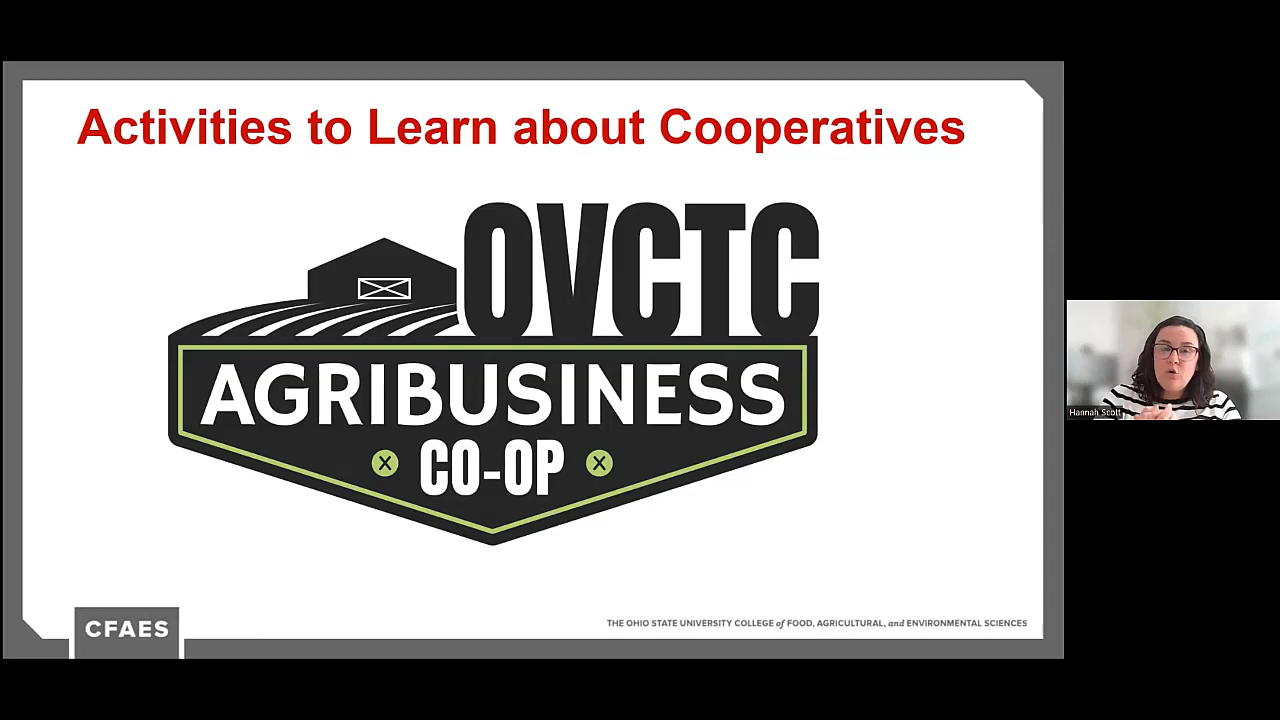 Activities to Learn about Cooperatives
OVCTC
AGRIBUSINESS
X CO-OP X
CFAES
THE OHIO STATE UNIVERSITY COLLEGE of FOOD, AGRICULTURAL, and ENVIRONMENTAL SCIENCES
Hannah Scott